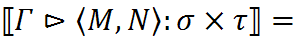 ⟦Γ ⊳ ⟨M, N⟩: σ × τ⟧ =